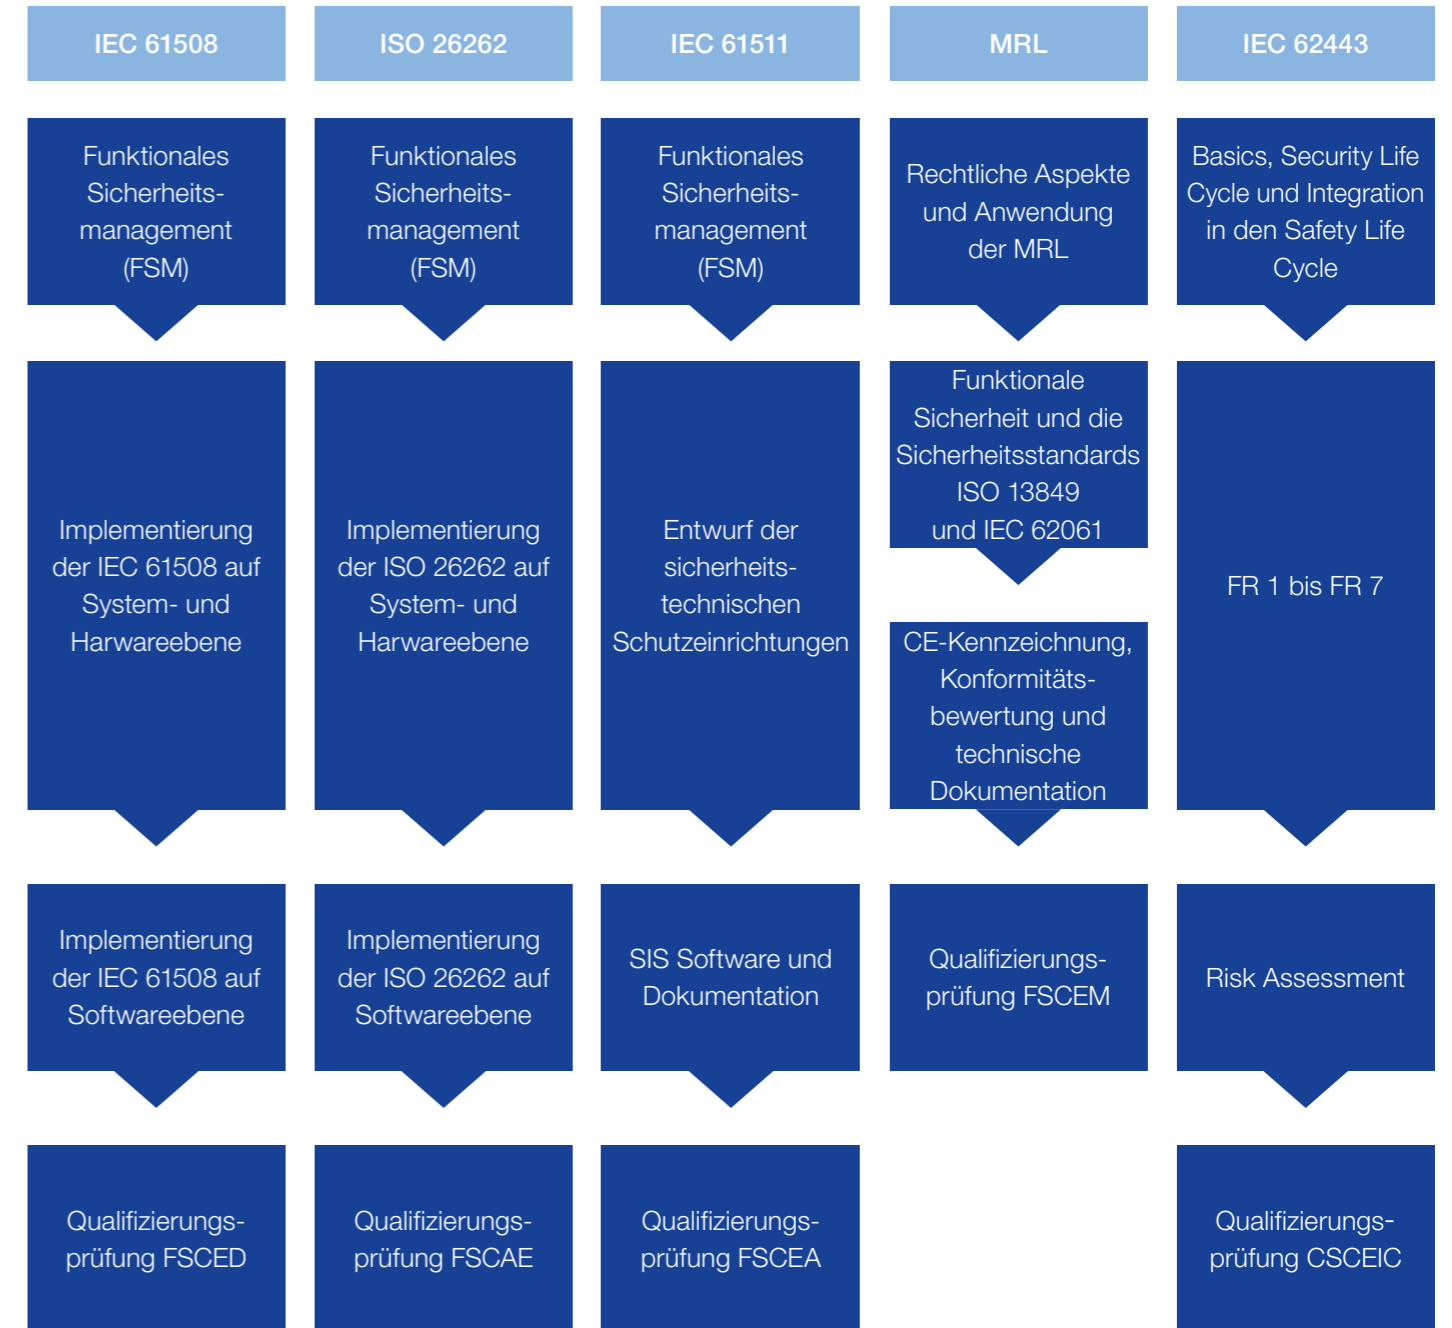 IEC 61508
ISO 26262
IEC 61511
MRL
IEC 62443
Funktionales
Sicherheits-
management
(FSM)
Funktionales
Sicherheits-
management
(FSM)
Funktionales
Sicherheits-
management
(FSM)
Rechtliche Aspekte
und Anwendung
der MRL
Basics, Security Life
Cycle und Integration
in den Safety Life
Cycle
Implementierung
der IEC 61508 auf
System- und
Harwareebene
Implementierung
der ISO 26262 auf
System- und
Harwareebene
Entwurf der
sicherheits-
technischen
Schutzeinrichtungen
Funktionale
Sicherheit und die
Sicherheitsstandards
ISO 13849
und IEC 62061
CE-Kennzeichnung,
Konformitäts-
bewertung und
technische
Dokumentation
FR 1 bis FR 7
Implementierung
der IEC 61508 auf
Softwareebene
Implementierung
der ISO 26262 auf
Softwareebene
SIS Software und
Dokumentation
Qualifizierungs-
prüfung FSCEM
Risk Assessment
Qualifizierungs-
prüfung FSCED
Qualifizierungs-
prüfung FSCAE
Qualifizierungs-
prüfung FSCEA
Qualifizierungs-
prüfung CSCEIC